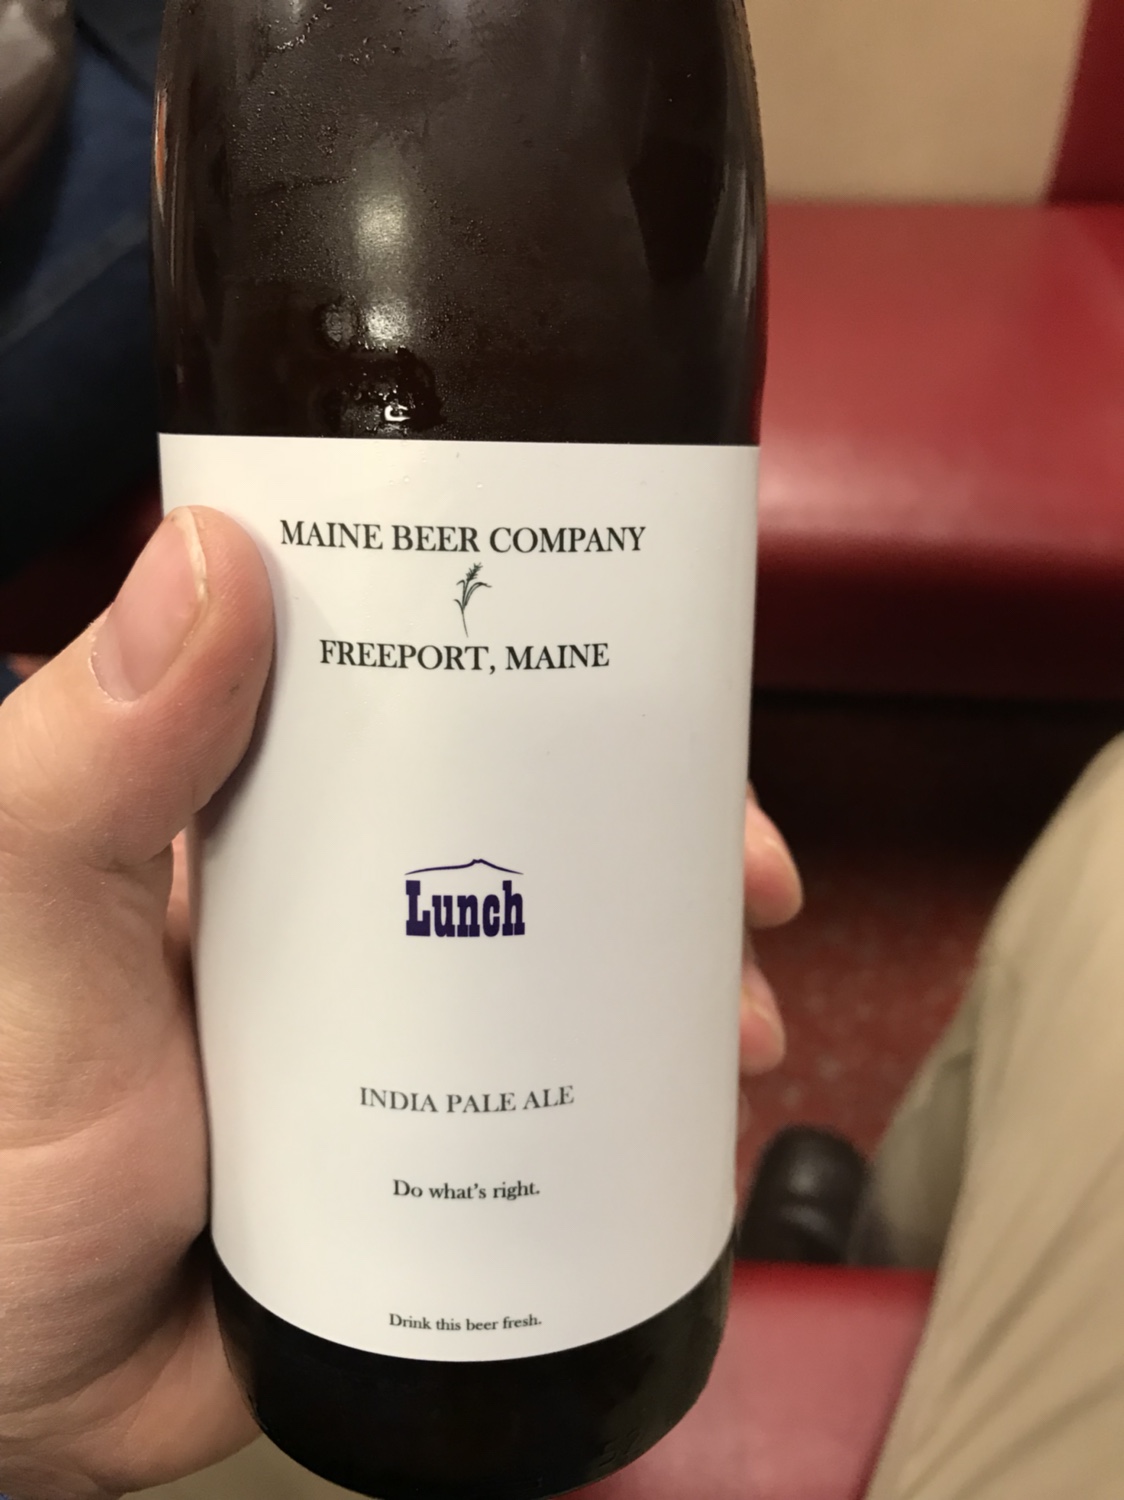 MAINE BEER COMPANY
FREEPORT, MAINE
Lunch
INDIA PALE ALE
Do what's right.
Drink this beer fresh.